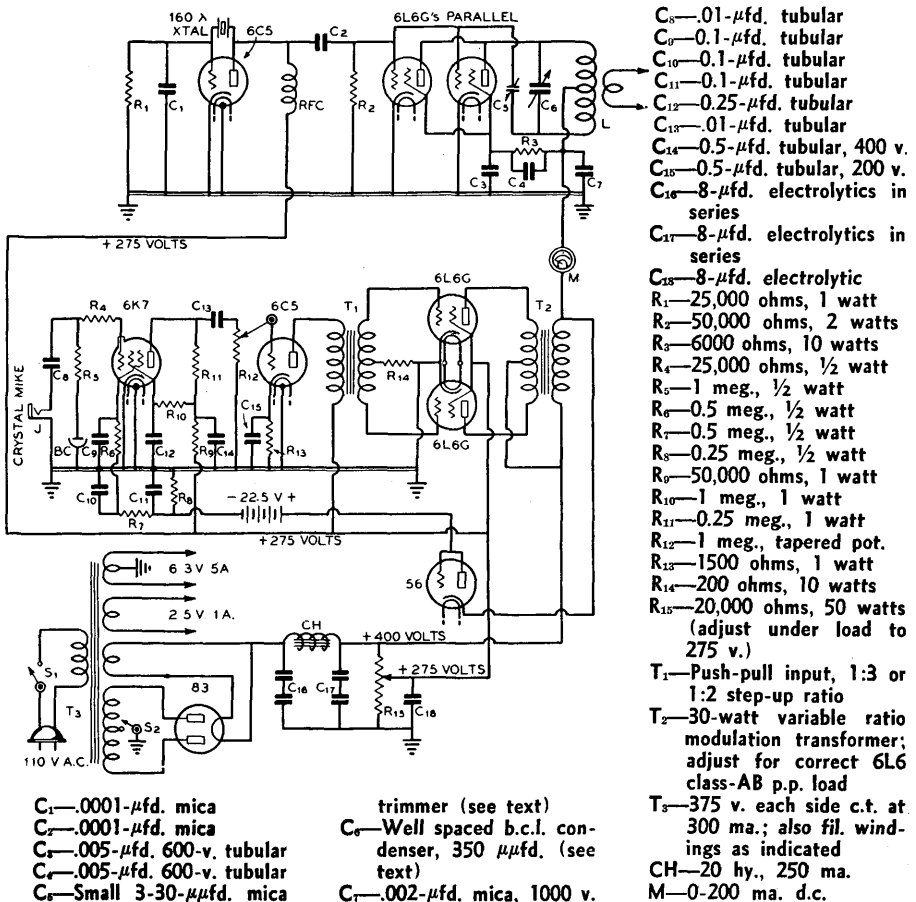 160 λ
XTAL
6C5
C₂
6L6G's PARALLEL
R₁
C₁
RFC
R₂
C₅
C₆
L
R₃
C₃
C₄
C₇
+275 VOLTS
M
CRYSTAL MIKE
J
C₈
R₄
R₅
BC
6K7
C₁₃
R₁₁
R₁₂
6C5
T₁
6L6G
T₂
R₁₄
R₁₀
C₁₅
C₉
R₆
C₁₂
R₉
C₁₄
R₁₃
6L6G
C₁₀
C₁₁
R₈
R₇
–22.5 V+
+275 VOLTS
56
6 3V 5A
2 5V 1A.
CH
+400 VOLTS
+275 VOLTS
C₁₆
C₁₇
R₁₅
C₁₈
S₁
T₃
83
S₂
110 V A.C.
C₁—.0001-μfd. mica
C₂—.0001-μfd. mica
C₃—.005-μfd. 600-v. tubular
C₄—.005-μfd. 600-v. tubular
C₅—Small 3-30-μμfd. mica
trimmer (see text)
C₆—Well spaced b.c.l. con-
denser, 350 μμfd. (see
text)
C₇—.002-μfd. mica, 1000 v.
C₈—.01-μfd. tubular
C₉—0.1-μfd. tubular
C₁₀—0.1-μfd. tubular
C₁₁—0.1-μfd. tubular
C₁₂—0.25-μfd. tubular
C₁₃—.01-μfd. tubular
C₁₄—0.5-μfd. tubular, 400 v.
C₁₅—0.5-μfd. tubular, 200 v.
C₁₆—8-μfd. electrolytics in
series
C₁₇—8-μfd. electrolytics in
series
C₁₈—8-μfd. electrolytic
R₁—25,000 ohms, 1 watt
R₂—50,000 ohms, 2 watts
R₃—6000 ohms, 10 watts
R₄—25,000 ohms, ½ watt
R₅—1 meg., ½ watt
R₆—0.5 meg., ½ watt
R₇—0.5 meg., ½ watt
R₈—0.25 meg., ½ watt
R₉—50,000 ohms, 1 watt
R₁₀—1 meg., 1 watt
R₁₁—0.25 meg., 1 watt
R₁₂—1 meg., tapered pot.
R₁₃—1500 ohms, 1 watt
R₁₄—200 ohms, 10 watts
R₁₅—20,000 ohms, 50 watts
(adjust under load to
275 v.)
T₁—Push-pull input, 1:3 or
1:2 step-up ratio
T₂—30-watt variable ratio
modulation transformer;
adjust for correct 6L6
class-AB p.p. load
T₃—375 v. each side c.t. at
300 ma.; also fil. wind-
ings as indicated
CH—20 hy., 250 ma.
M—0-200 ma. d.c.